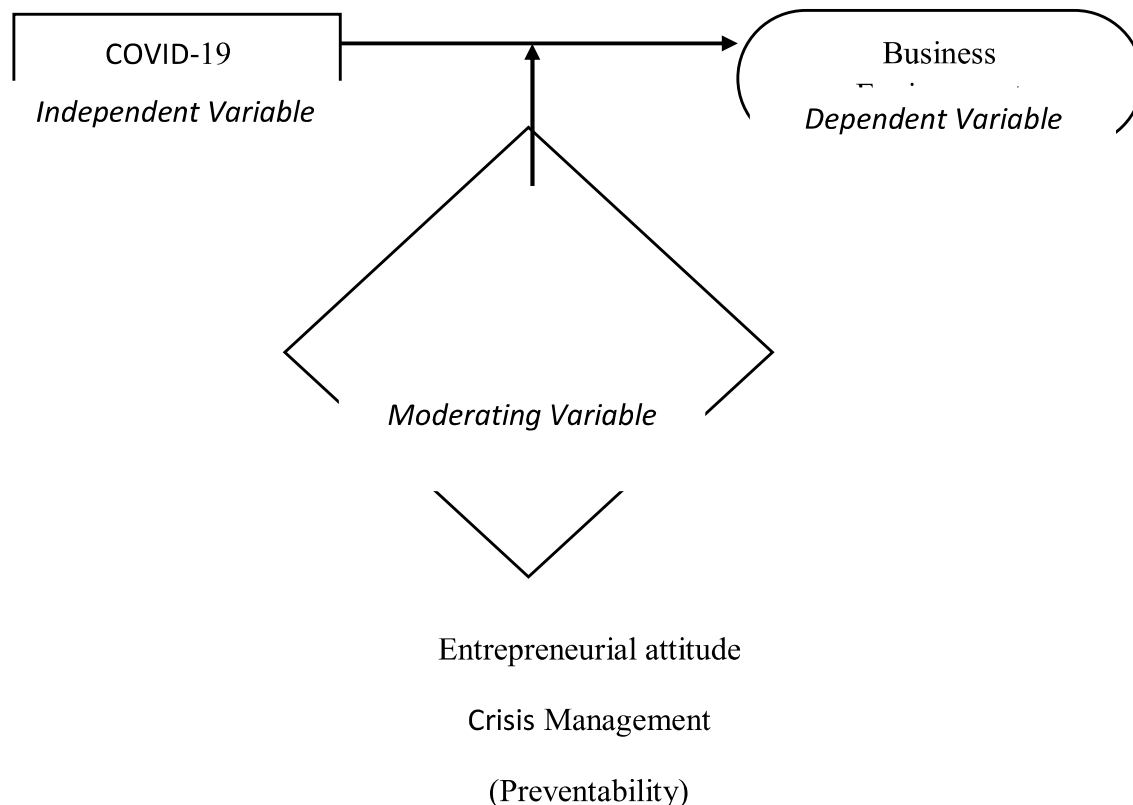 COVID-19
Independent Variable
Business
Dependent Variable
Moderating Variable
Entrepreneurial attitude
Crisis Management
(Preventability)